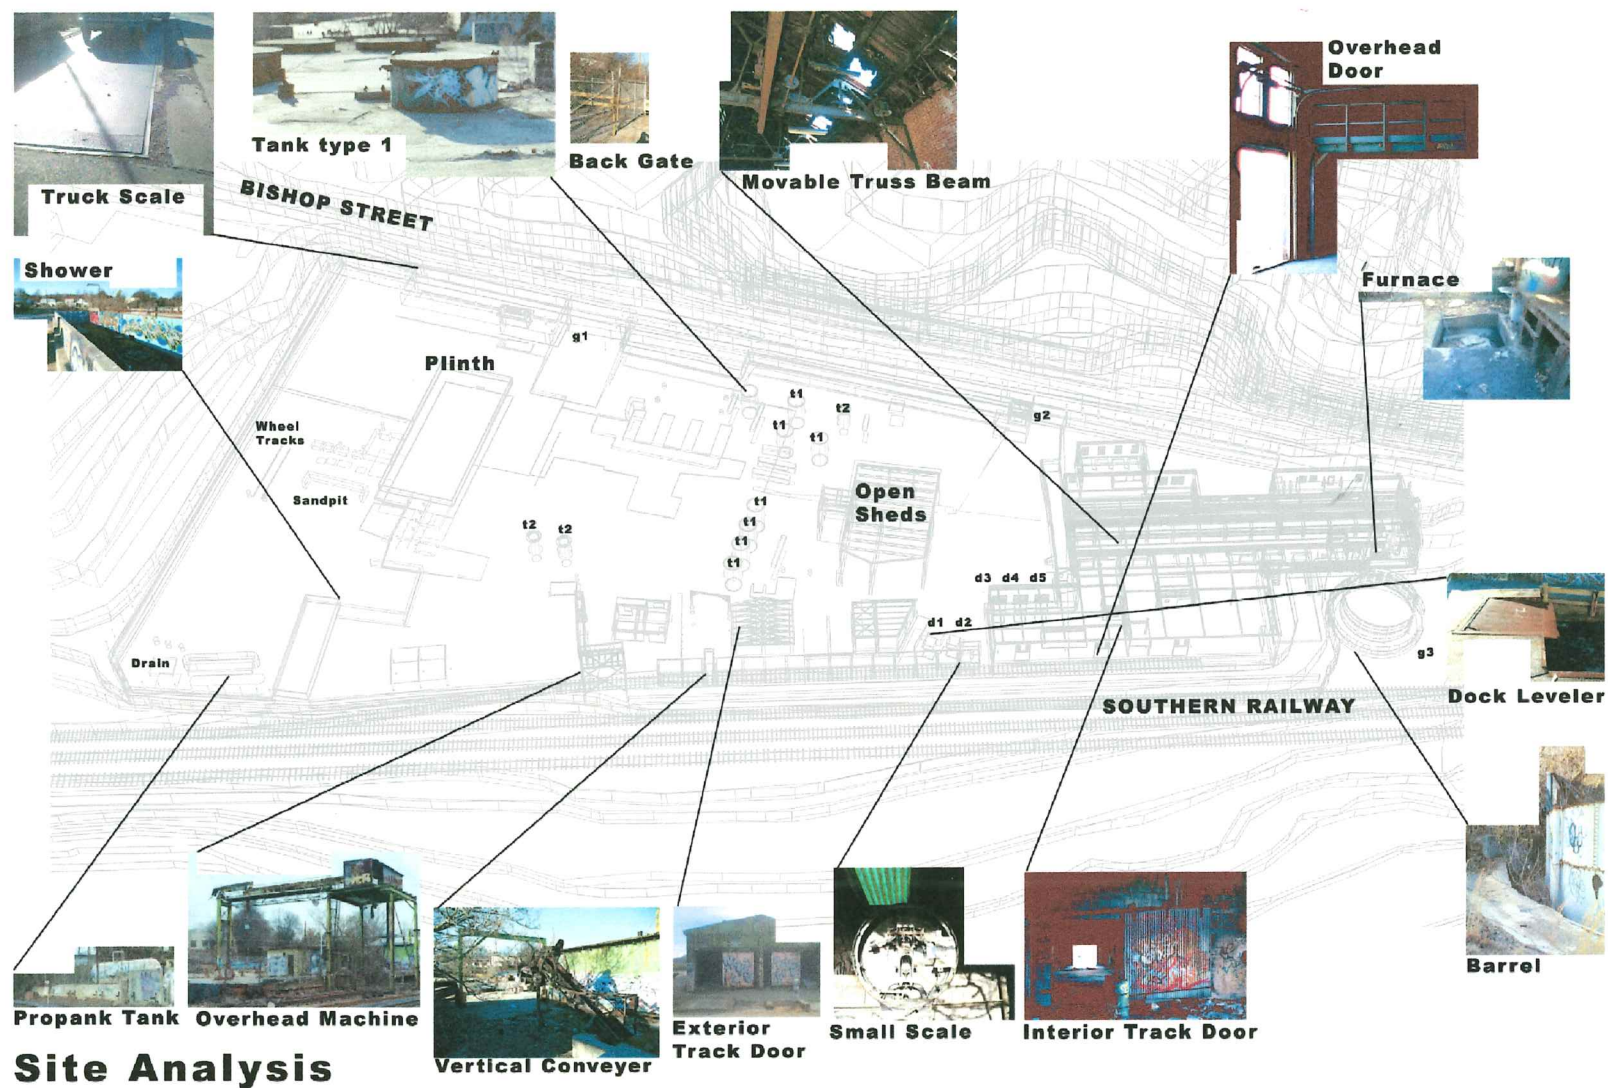 Overhead
Door
Tank type 1
Back Gate
Movable Truss Beam
Truck Scale
BISHOP STREET
Shower
Furnace
g1
Plinth
t1
t2
t1
t1
g2
Wheel
Tracks
Sandpit
Open
Sheds
t1
t2
t2
t1
t1
t1
d3 d4 d5
d1 d2
g3
Drain
Dock Leveler
SOUTHERN RAILWAY
Barrel
Propank Tank
Overhead Machine
Vertical Conveyer
Exterior
Track Door
Small Scale
Interior Track Door
Site Analysis